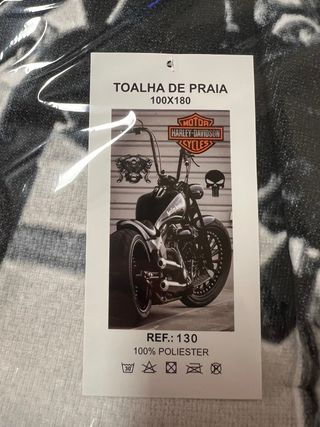 TOALHA DE PRAIA
100X180
MOTOR
HARLEY-DAVIDSON
CYCLES
REF.: 130
100% POLIESTER